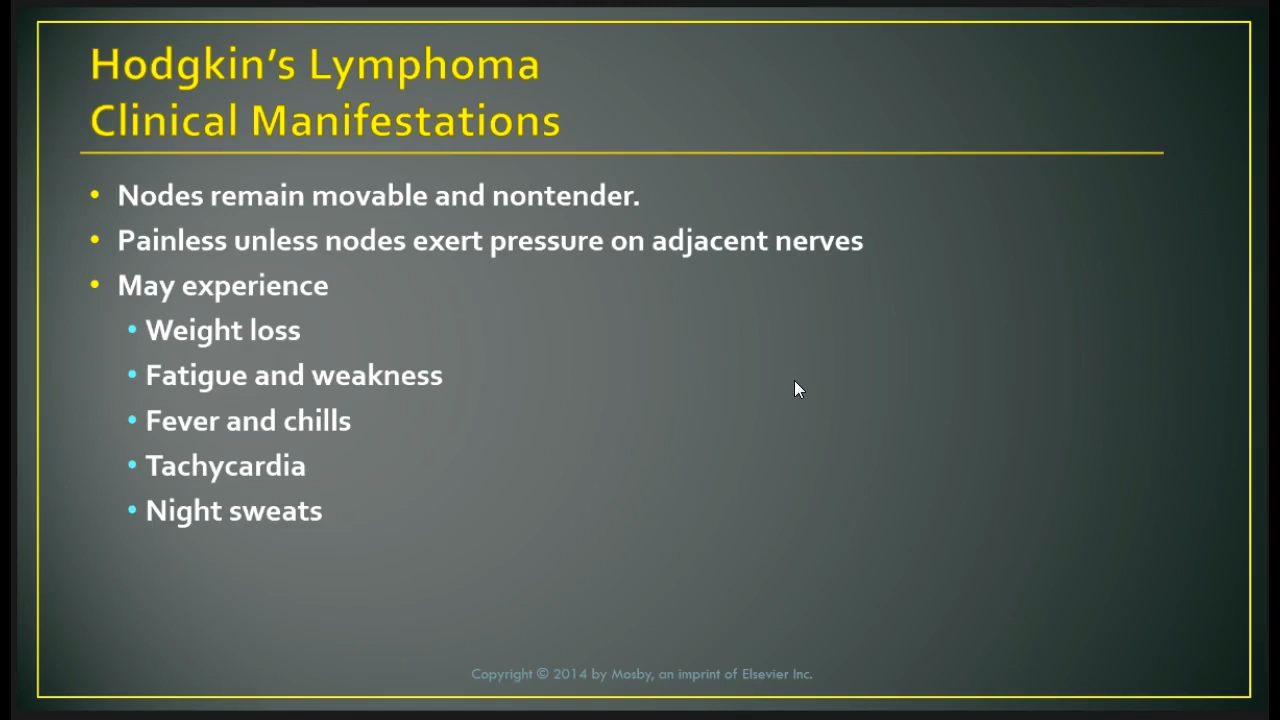 Hodgkin’s Lymphoma
Clinical Manifestations
• Nodes remain movable and nontender.
• Painless unless nodes exert pressure on adjacent nerves
• May experience
• Weight loss
• Fatigue and weakness
• Fever and chills
• Tachycardia
• Night sweats
Copyright © 2014 by Mosby, an imprint of Elsevier Inc.